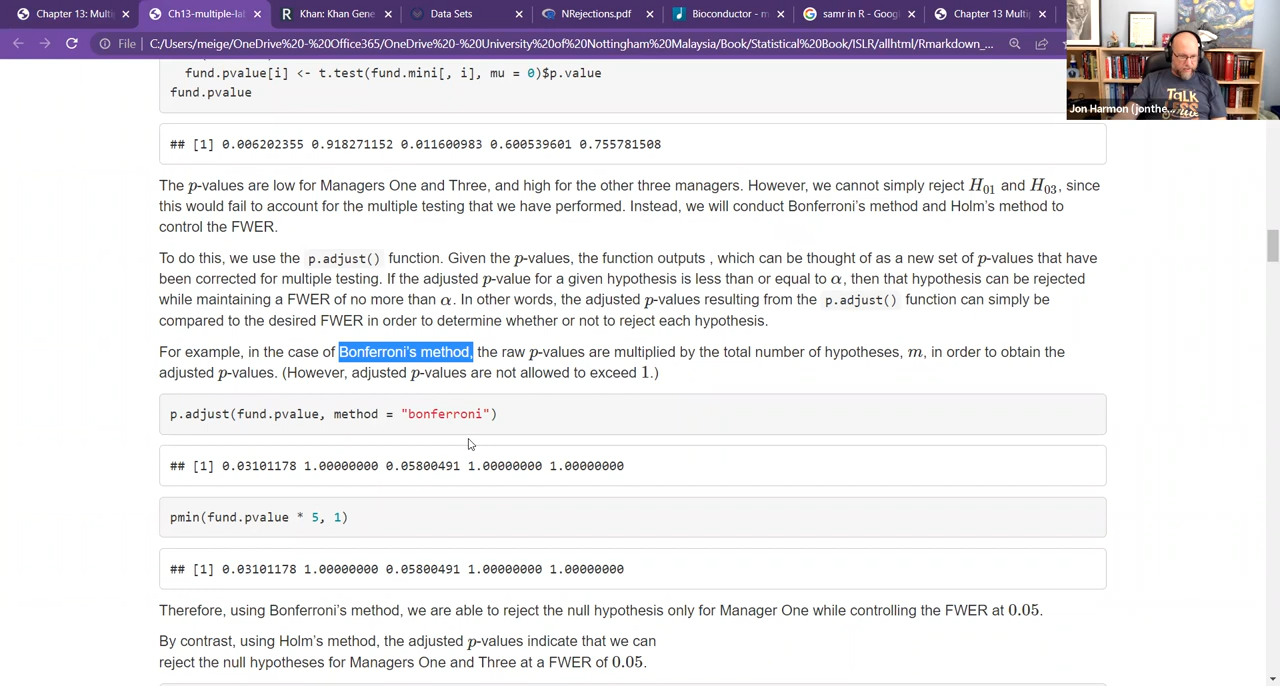 Chapter 13: Multi
Ch13-multiple-lal
Khan: Khan Gene
Data Sets
NRejections.pdf
Bioconductor - m
samr in R - Goog
Chapter 13 Multi
File
C:/Users/meige/OneDrive%20-%20Office365/OneDrive%20-%20University%20of%20Nottingham%20Malaysia/Book/Statistical%20Book/ISLR/allhtml/Rmarkdown_...
Talk
Jon Harmon (jonthe...
fund.pvalue[i] <- t.test(fund.mini[, i], mu = 0)$p.value
fund.pvalue
## [1] 0.006202355 0.918271152 0.011600983 0.600539601 0.755781508
The p-values are low for Managers One and Three, and high for the other three managers. However, we cannot simply reject H01 and H03, since
this would fail to account for the multiple testing that we have performed. Instead, we will conduct Bonferroni's method and Holm's method to
control the FWER.
To do this, we use the p.adjust() function. Given the p-values, the function outputs , which can be thought of as a new set of p-values that have
been corrected for multiple testing. If the adjusted p-value for a given hypothesis is less than or equal to α, then that hypothesis can be rejected
while maintaining a FWER of no more than α. In other words, the adjusted p-values resulting from the p.adjust() function can simply be
compared to the desired FWER in order to determine whether or not to reject each hypothesis.
For example, in the case of Bonferroni's method, the raw p-values are multiplied by the total number of hypotheses, m, in order to obtain the
adjusted p-values. (However, adjusted p-values are not allowed to exceed 1.)
p.adjust(fund.pvalue, method = "bonferroni")
## [1] 0.03101178 1.00000000 0.05800491 1.00000000 1.00000000
pmin(fund.pvalue * 5, 1)
## [1] 0.03101178 1.00000000 0.05800491 1.00000000 1.00000000
Therefore, using Bonferroni's method, we are able to reject the null hypothesis only for Manager One while controlling the FWER at 0.05.
By contrast, using Holm's method, the adjusted p-values indicate that we can
reject the null hypotheses for Managers One and Three at a FWER of 0.05.